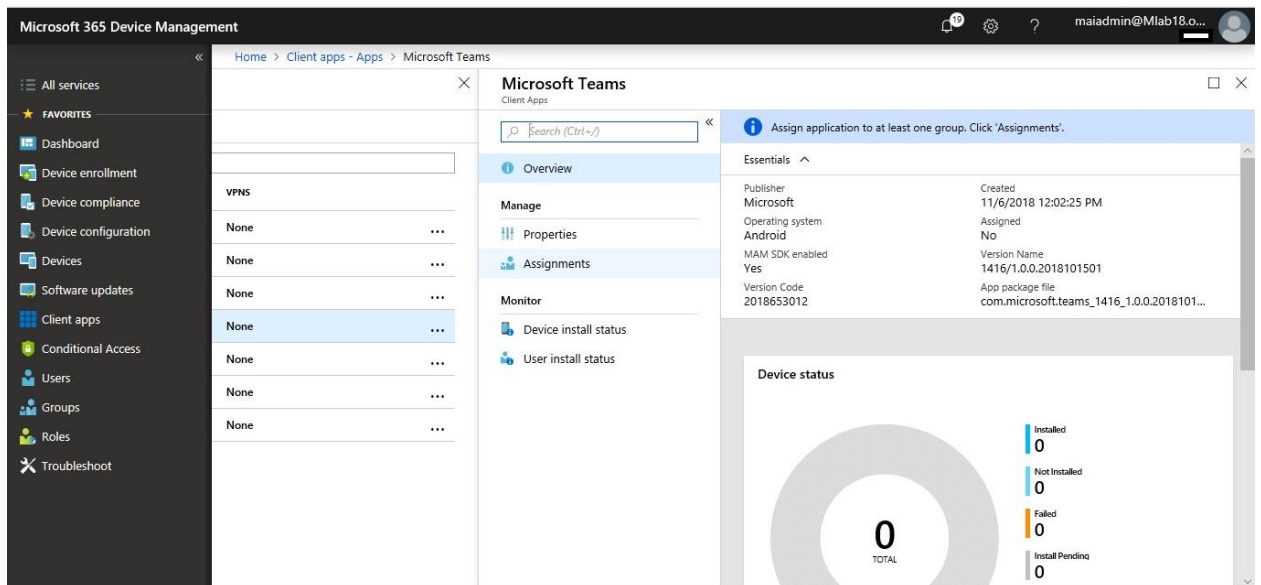 Microsoft 365 Device Management
19
?
maiadmin@Mlab18.o...
«
Home > Client apps - Apps > Microsoft Teams
All services
FAVORITES
Dashboard
Device enrollment
Device compliance
Device configuration
Devices
Software updates
Client apps
Conditional Access
Users
Groups
Roles
Troubleshoot
VPNS
None ...
None ...
None ...
None ...
None ...
None ...
None ...
Microsoft Teams
Client Apps
Search (Ctrl+/)
«
Overview
Manage
Properties
Assignments
Monitor
Device install status
User install status
Assign application to at least one group. Click 'Assignments'.
Essentials
Publisher
Microsoft
Operating system
Android
MAM SDK enabled
Yes
Version Code
2018653012
Created
11/6/2018 12:02:25 PM
Assigned
No
Version Name
1416/1.0.0.2018101501
App package file
com.microsoft.teams_1416_1.0.0.2018101...
Device status
0
TOTAL
Installed
0
Not Installed
0
Failed
0
Install Pending
0